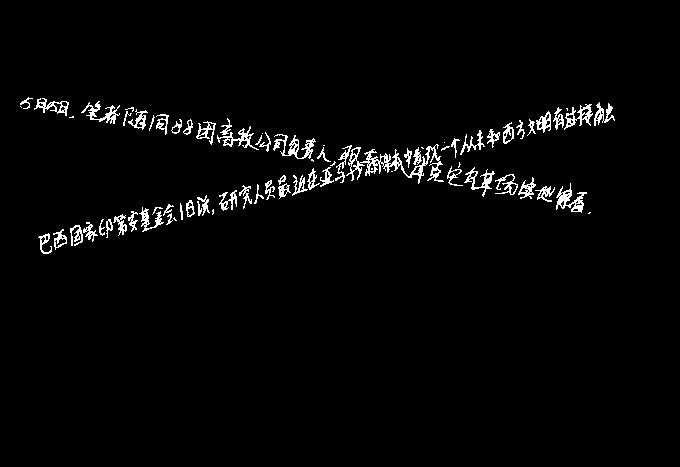 5月5日,笔者随同88团畜牧公司负责人,职
巴西国家印第安基金会1日说,研究人员最近在亚马孙雨林中发现一个从未和西方文明有过接触